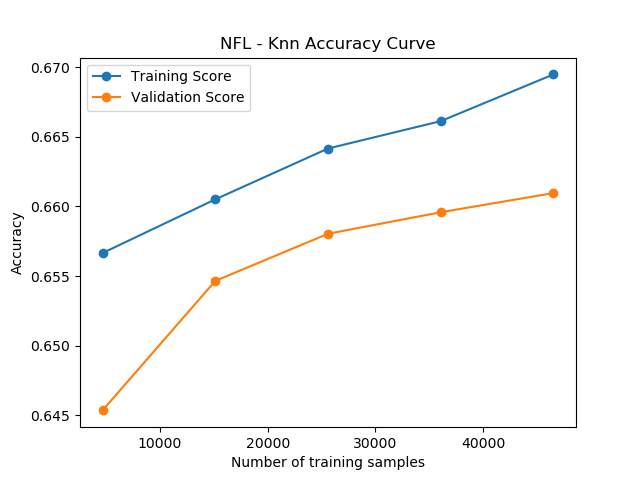 NFL - Knn Accuracy Curve
Training Score
Validation Score
0.670
0.665
0.660
0.655
0.650
0.645
Accuracy
10000
20000
30000
40000
Number of training samples